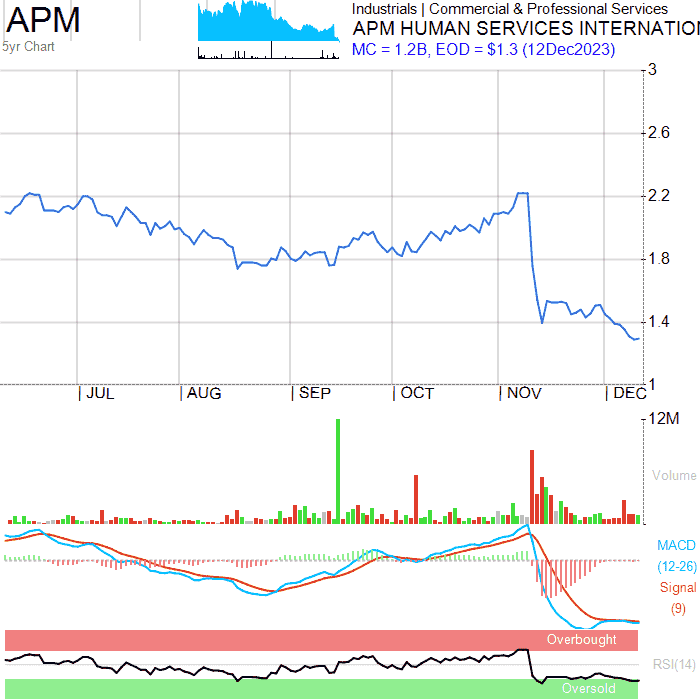 APM
5yr Chart
Industrials | Commercial & Professional Services
APM HUMAN SERVICES INTERNATIO
MC = 1.2B, EOD = $1.3 (12Dec2023)
3
2.6
2.2
1.8
1.4
1
| JUL | AUG | SEP | OCT | NOV | DEC
12M
Volume
MACD
(12-26)
Signal
(9)
Overbought
RSI(14)
Oversold